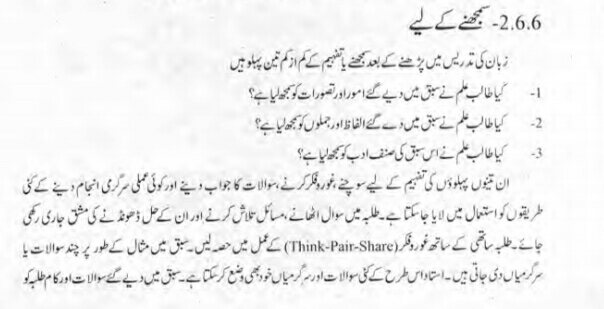 2.6.6- سمجھنے کے لیے
زبان کی تدریس میں پڑھنے کے بعد سمجھنے یا تفہیم کے کم از کم تین پہلو ہیں
1- کیا طالب علم نے سبق میں دیے گئے امور اور تصورات کو سمجھ لیا ہے؟
2- کیا طالب علم نے سبق میں دے گئے الفاظ اور جملوں کو سمجھ لیا ہے؟
3- کیا طالب علم نے اس سبق کی صنف ادب کو سمجھ لیا ہے؟
ان تینوں پہلوؤں کی تفہیم کے لیے سوچنے، غور و فکر کرنے، سوالات کا جواب دینے اور کوئی عملی سرگرمی انجام دینے کے کئی
طریقوں کو استعمال میں لایا جا سکتا ہے۔ طلبہ میں سوال اٹھانے، مسائل تلاش کرنے اور ان کے حل ڈھونڈنے کی مشق جاری رکھی
جائے۔ طلبہ ساتھی کے ساتھ غور و فکر (Think-Pair-Share) کے عمل میں حصہ لیں۔ سبق میں مثال کے طور پر چند سوالات یا
سرگرمیاں دی جاتی ہیں۔ استاد اس طرح کے کئی سوالات اور سرگرمیاں خود بھی وضع کر سکتا ہے۔ سبق میں دیے گئے سوالات اور کام طلبہ کو